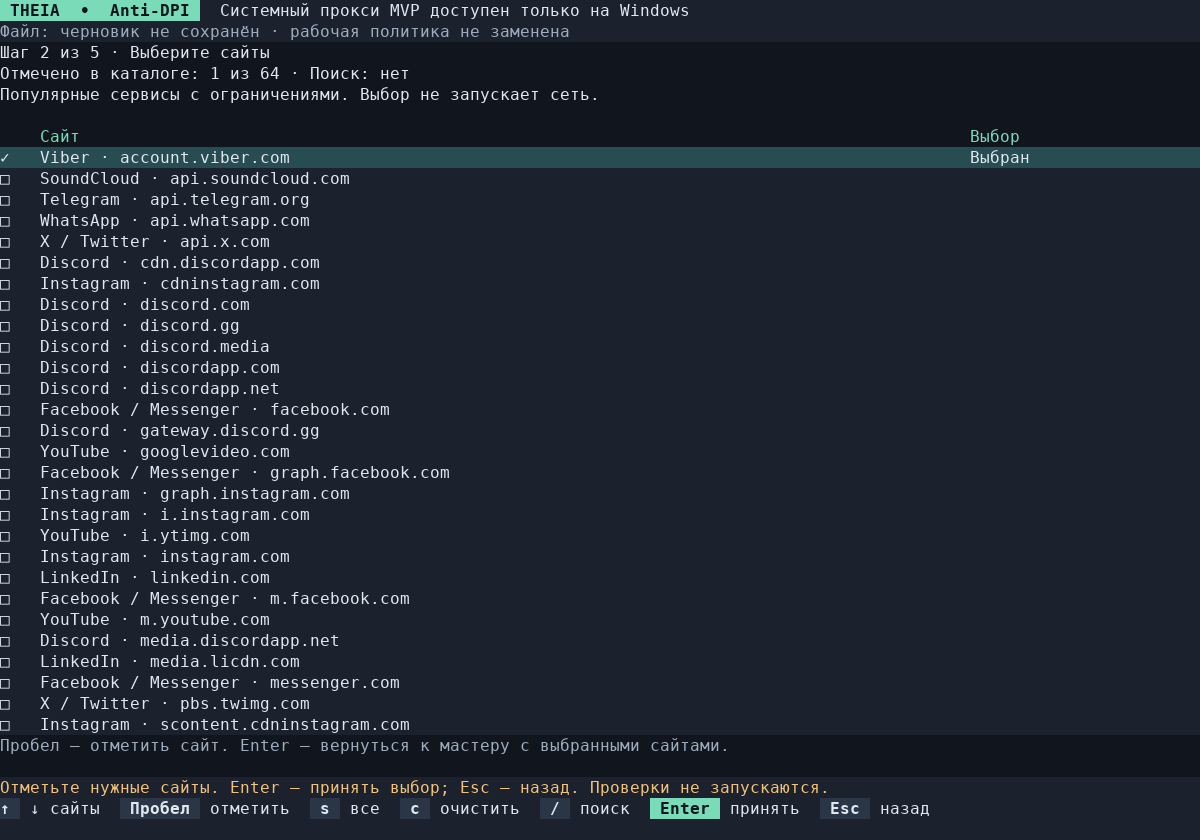 THEIA • Anti-DPI Системный прокси MVP доступен только на Windows
Файл: черновик не сохранён · рабочая политика не заменена
Шаг 2 из 5 · Выберите сайты
Отмечено в каталоге: 1 из 64 · Поиск: нет
Популярные сервисы с ограничениями. Выбор не запускает сеть.
Сайт Выбор
✓ Viber · account.viber.com Выбран
□ SoundCloud · api.soundcloud.com
□ Telegram · api.telegram.org
□ WhatsApp · api.whatsapp.com
□ X / Twitter · api.x.com
□ Discord · cdn.discordapp.com
□ Instagram · cdninstagram.com
□ Discord · discord.com
□ Discord · discord.gg
□ Discord · discord.media
□ Discord · discordapp.com
□ Discord · discordapp.net
□ Facebook / Messenger · facebook.com
□ Discord · gateway.discord.gg
□ YouTube · googlevideo.com
□ Facebook / Messenger · graph.facebook.com
□ Instagram · graph.instagram.com
□ Instagram · i.instagram.com
□ YouTube · i.ytimg.com
□ Instagram · instagram.com
□ LinkedIn · linkedin.com
□ Facebook / Messenger · m.facebook.com
□ YouTube · m.youtube.com
□ Discord · media.discordapp.net
□ LinkedIn · media.licdn.com
□ Facebook / Messenger · messenger.com
□ X / Twitter · pbs.twimg.com
□ Instagram · scontent.cdninstagram.com
Пробел — отметить сайт. Enter — вернуться к мастеру с выбранными сайтами.
Отметьте нужные сайты. Enter — принять выбор; Esc — назад. Проверки не запускаются.
↑ ↓ сайты Пробел отметить s все c очистить / поиск Enter принять Esc назад